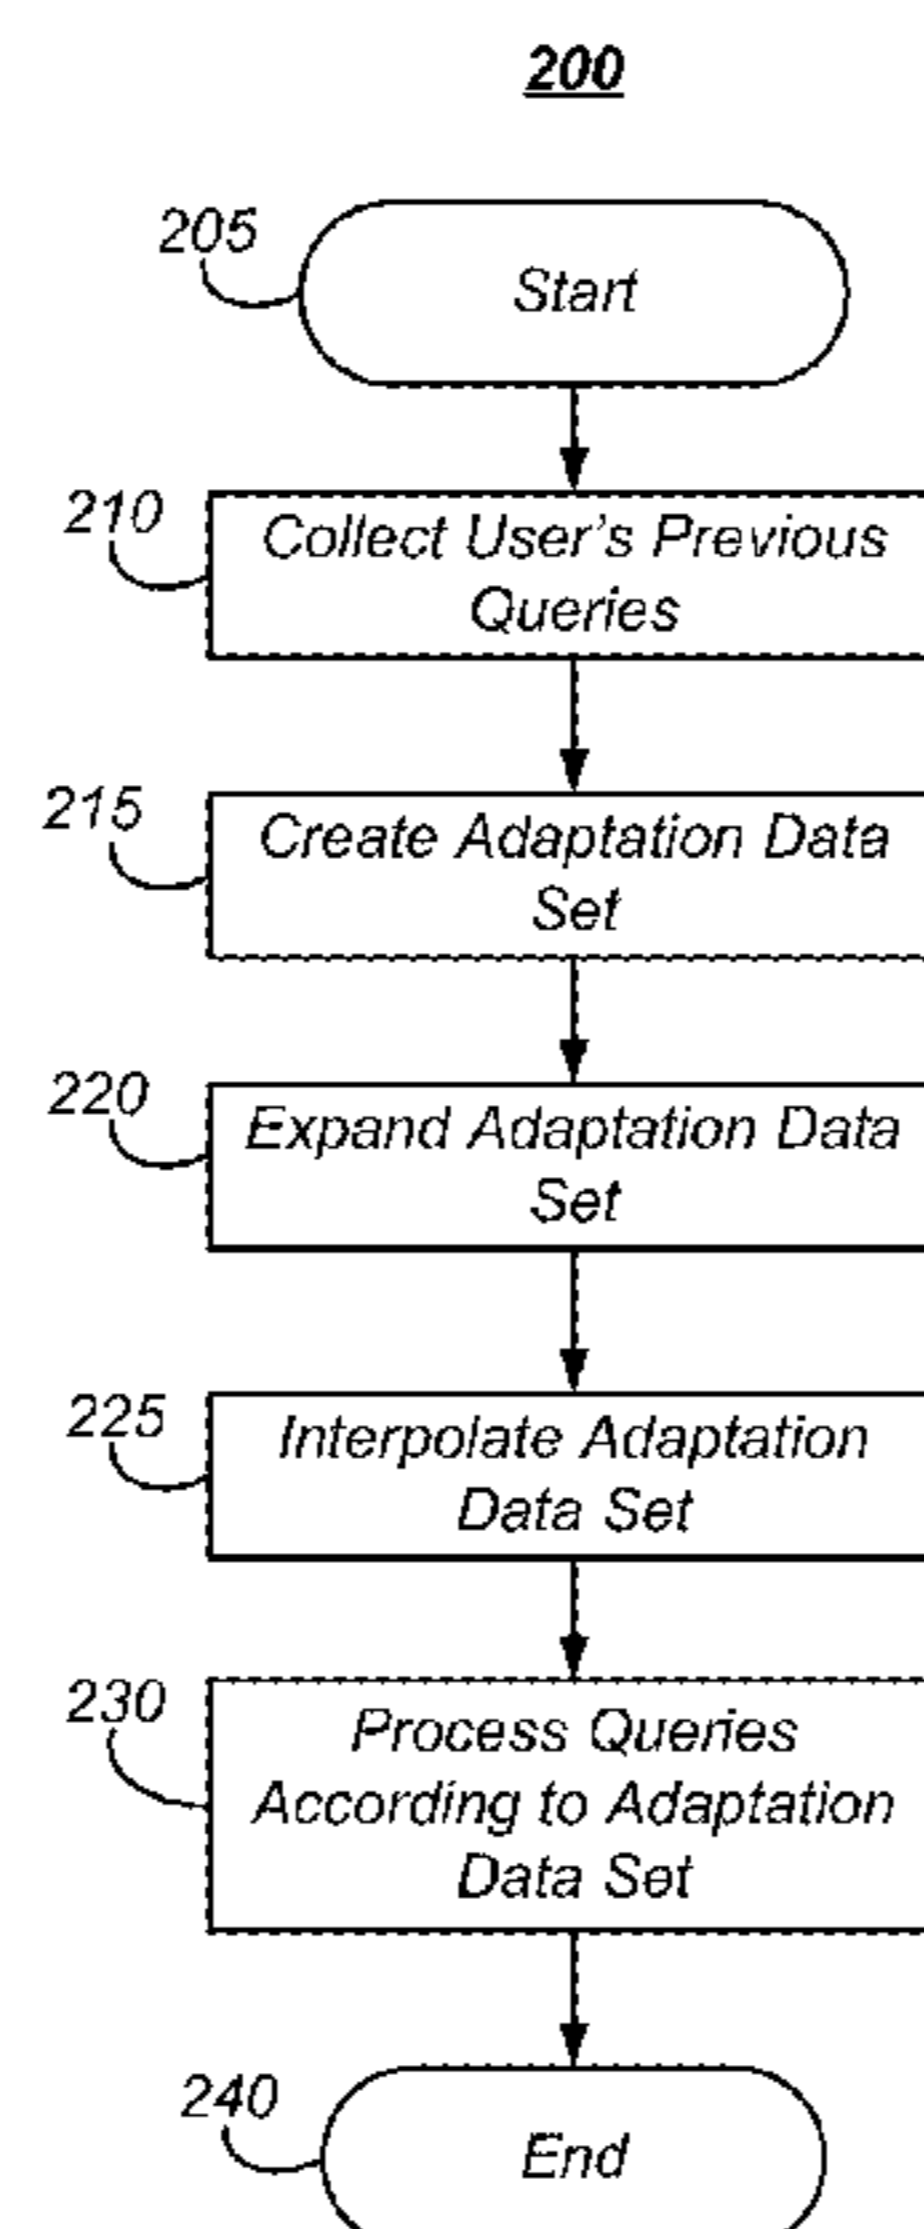 200
205
Start
210
Collect User's Previous
Queries
215
Create Adaptation Data
Set
220
Expand Adaptation Data
Set
225
Interpolate Adaptation
Data Set
230
Process Queries
According to Adaptation
Data Set
240
End